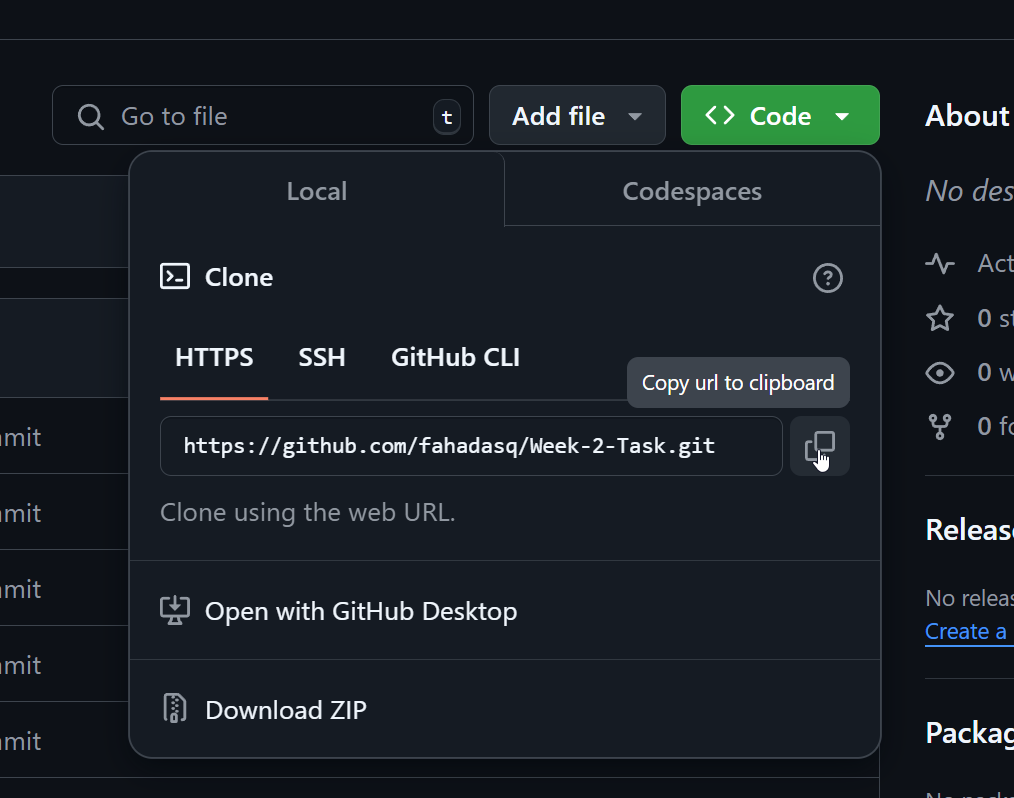 Go to file t Add file Code About
Local Codespaces
No des
Clone
Act
0 st
HTTPS SSH GitHub CLI
Copy url to clipboard
0 w
0 fo
https://github.com/fahadasq/Week-2-Task.git
mit
Clone using the web URL.
mit
Release
mit
No releas
Open with GitHub Desktop
Create a
mit
Download ZIP
Packag
mit